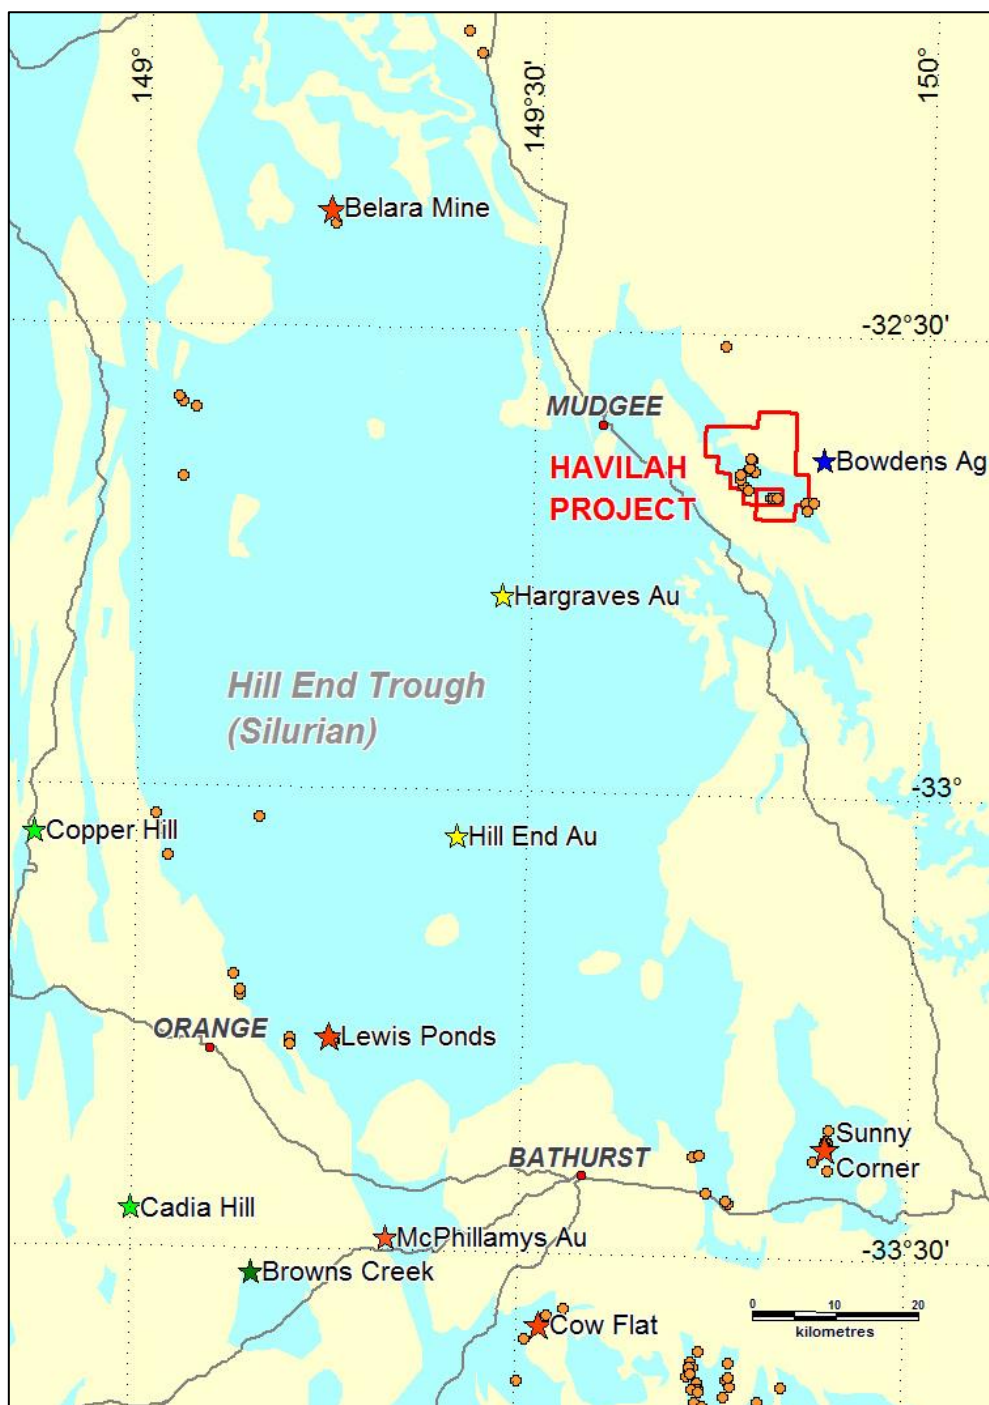 149°
149°30'
150°
Belara Mine
-32°30'
MUDGEE
HAVILAH
PROJECT
Bowdens Ag
Hargraves Au
Hill End Trough
(Silurian)
-33°
Copper Hill
Hill End Au
ORANGE
Lewis Ponds
Sunny
Corner
BATHURST
Cadia Hill
McPhillamys Au
-33°30'
Browns Creek
Cow Flat
0 10 20
kilometres